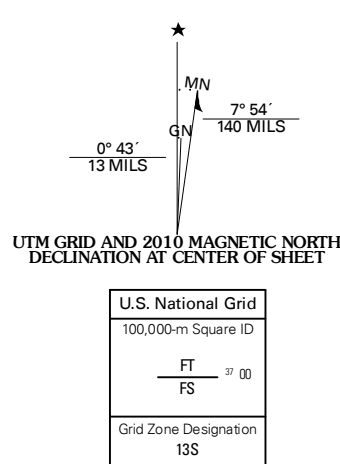 ★
MN
7° 54´
140 MILS
GN
0° 43´
13 MILS
UTM GRID AND 2010 MAGNETIC NORTH
DECLINATION AT CENTER OF SHEET
U.S. National Grid
100,000-m Square ID
FT
37 00
FS
Grid Zone Designation
13S